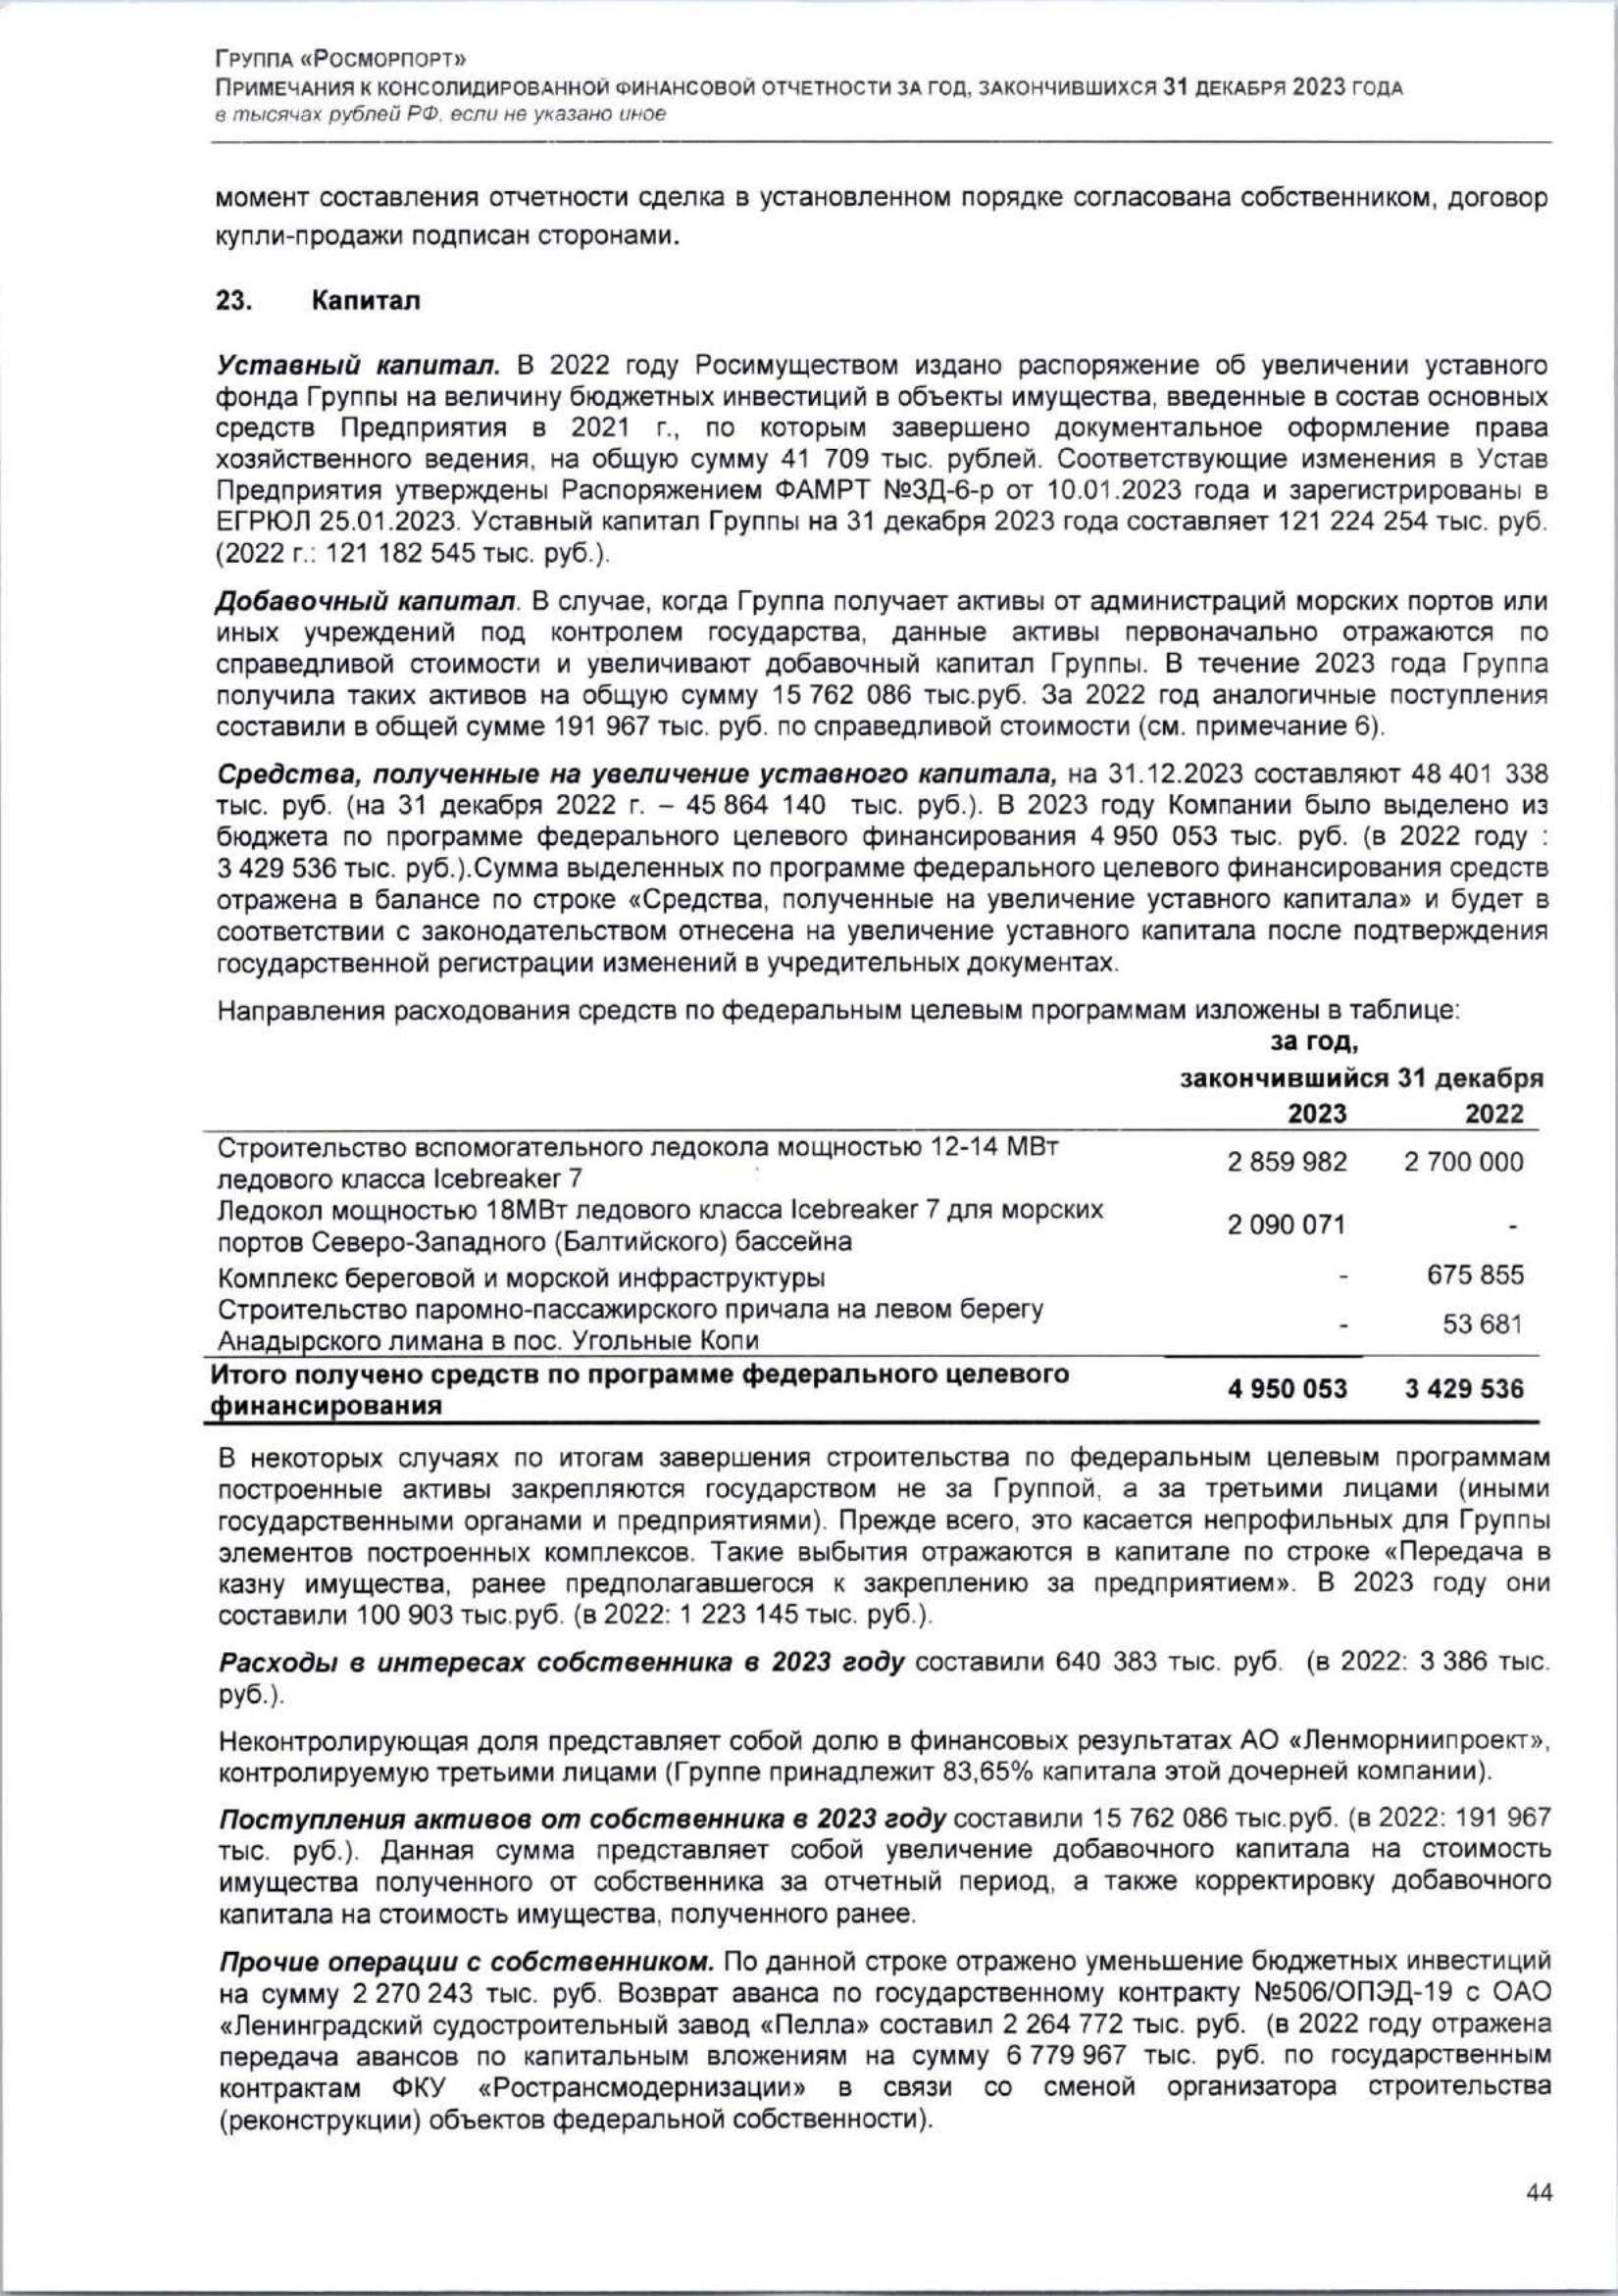 ГРУППА «РОСМОРПОРТ»
ПРИМЕЧАНИЯ К КОНСОЛИДИРОВАННОЙ ФИНАНСОВОЙ ОТЧЕТНОСТИ ЗА ГОД, ЗАКОНЧИВШИХСЯ 31 ДЕКАБРЯ 2023 ГОДА
в тысячах рублей РФ, если не указано иное
момент составления отчетности сделка в установленном порядке согласована собственником, договор
купли-продажи подписан сторонами.
23. Капитал
Уставный капитал. В 2022 году Росимуществом издано распоряжение об увеличении уставного
фонда Группы на величину бюджетных инвестиций в объекты имущества, введенные в состав основных
средств Предприятия в 2021 г., по которым завершено документальное оформление права
хозяйственного ведения, на общую сумму 41 709 тыс. рублей. Соответствующие изменения в Устав
Предприятия утверждены Распоряжением ФАМРТ №ЗД-6-р от 10.01.2023 года и зарегистрированы в
ЕГРЮЛ 25.01.2023. Уставный капитал Группы на 31 декабря 2023 года составляет 121 224 254 тыс. руб.
(2022 г.: 121 182 545 тыс. руб.).
Добавочный капитал. В случае, когда Группа получает активы от администраций морских портов или
иных учреждений под контролем государства, данные активы первоначально отражаются по
справедливой стоимости и увеличивают добавочный капитал Группы. В течение 2023 года Группа
получила таких активов на общую сумму 15 762 086 тыс.руб. За 2022 год аналогичные поступления
составили в общей сумме 191 967 тыс. руб. по справедливой стоимости (см. примечание 6).
Средства, полученные на увеличение уставного капитала, на 31.12.2023 составляют 48 401 338
тыс. руб. (на 31 декабря 2022 г. – 45 864 140 тыс. руб.). В 2023 году Компании было выделено из
бюджета по программе федерального целевого финансирования 4 950 053 тыс. руб. (в 2022 году :
3 429 536 тыс. руб.).Сумма выделенных по программе федерального целевого финансирования средств
отражена в балансе по строке «Средства, полученные на увеличение уставного капитала» и будет в
соответствии с законодательством отнесена на увеличение уставного капитала после подтверждения
государственной регистрации изменений в учредительных документах.
Направления расходования средств по федеральным целевым программам изложены в таблице:
за год,
закончившийся 31 декабря
2023 2022
Строительство вспомогательного ледокола мощностью 12-14 МВт
ледового класса Icebreaker 7 2 859 982 2 700 000
Ледокол мощностью 18МВт ледового класса Icebreaker 7 для морских
портов Северо-Западного (Балтийского) бассейна 2 090 071 -
Комплекс береговой и морской инфраструктуры - 675 855
Строительство паромно-пассажирского причала на левом берегу
Анадырского лимана в пос. Угольные Копи - 53 681
Итого получено средств по программе федерального целевого
финансирования 4 950 053 3 429 536
В некоторых случаях по итогам завершения строительства по федеральным целевым программам
построенные активы закрепляются государством не за Группой, а за третьими лицами (иными
государственными органами и предприятиями). Прежде всего, это касается непрофильных для Группы
элементов построенных комплексов. Такие выбытия отражаются в капитале по строке «Передача в
казну имущества, ранее предполагавшегося к закреплению за предприятием». В 2023 году они
составили 100 903 тыс.руб. (в 2022: 1 223 145 тыс. руб.).
Расходы в интересах собственника в 2023 году составили 640 383 тыс. руб. (в 2022: 3 386 тыс.
руб.).
Неконтролирующая доля представляет собой долю в финансовых результатах АО «Ленморниипроект»,
контролируемую третьими лицами (Группе принадлежит 83,65% капитала этой дочерней компании).
Поступления активов от собственника в 2023 году составили 15 762 086 тыс.руб. (в 2022: 191 967
тыс. руб.). Данная сумма представляет собой увеличение добавочного капитала на стоимость
имущества полученного от собственника за отчетный период, а также корректировку добавочного
капитала на стоимость имущества, полученного ранее.
Прочие операции с собственником. По данной строке отражено уменьшение бюджетных инвестиций
на сумму 2 270 243 тыс. руб. Возврат аванса по государственному контракту №506/ОПЭД-19 с ОАО
«Ленинградский судостроительный завод «Пелла» составил 2 264 772 тыс. руб. (в 2022 году отражена
передача авансов по капитальным вложениям на сумму 6 779 967 тыс. руб. по государственным
контрактам ФКУ «Ространсмодернизации» в связи со сменой организатора строительства
(реконструкции) объектов федеральной собственности).
44